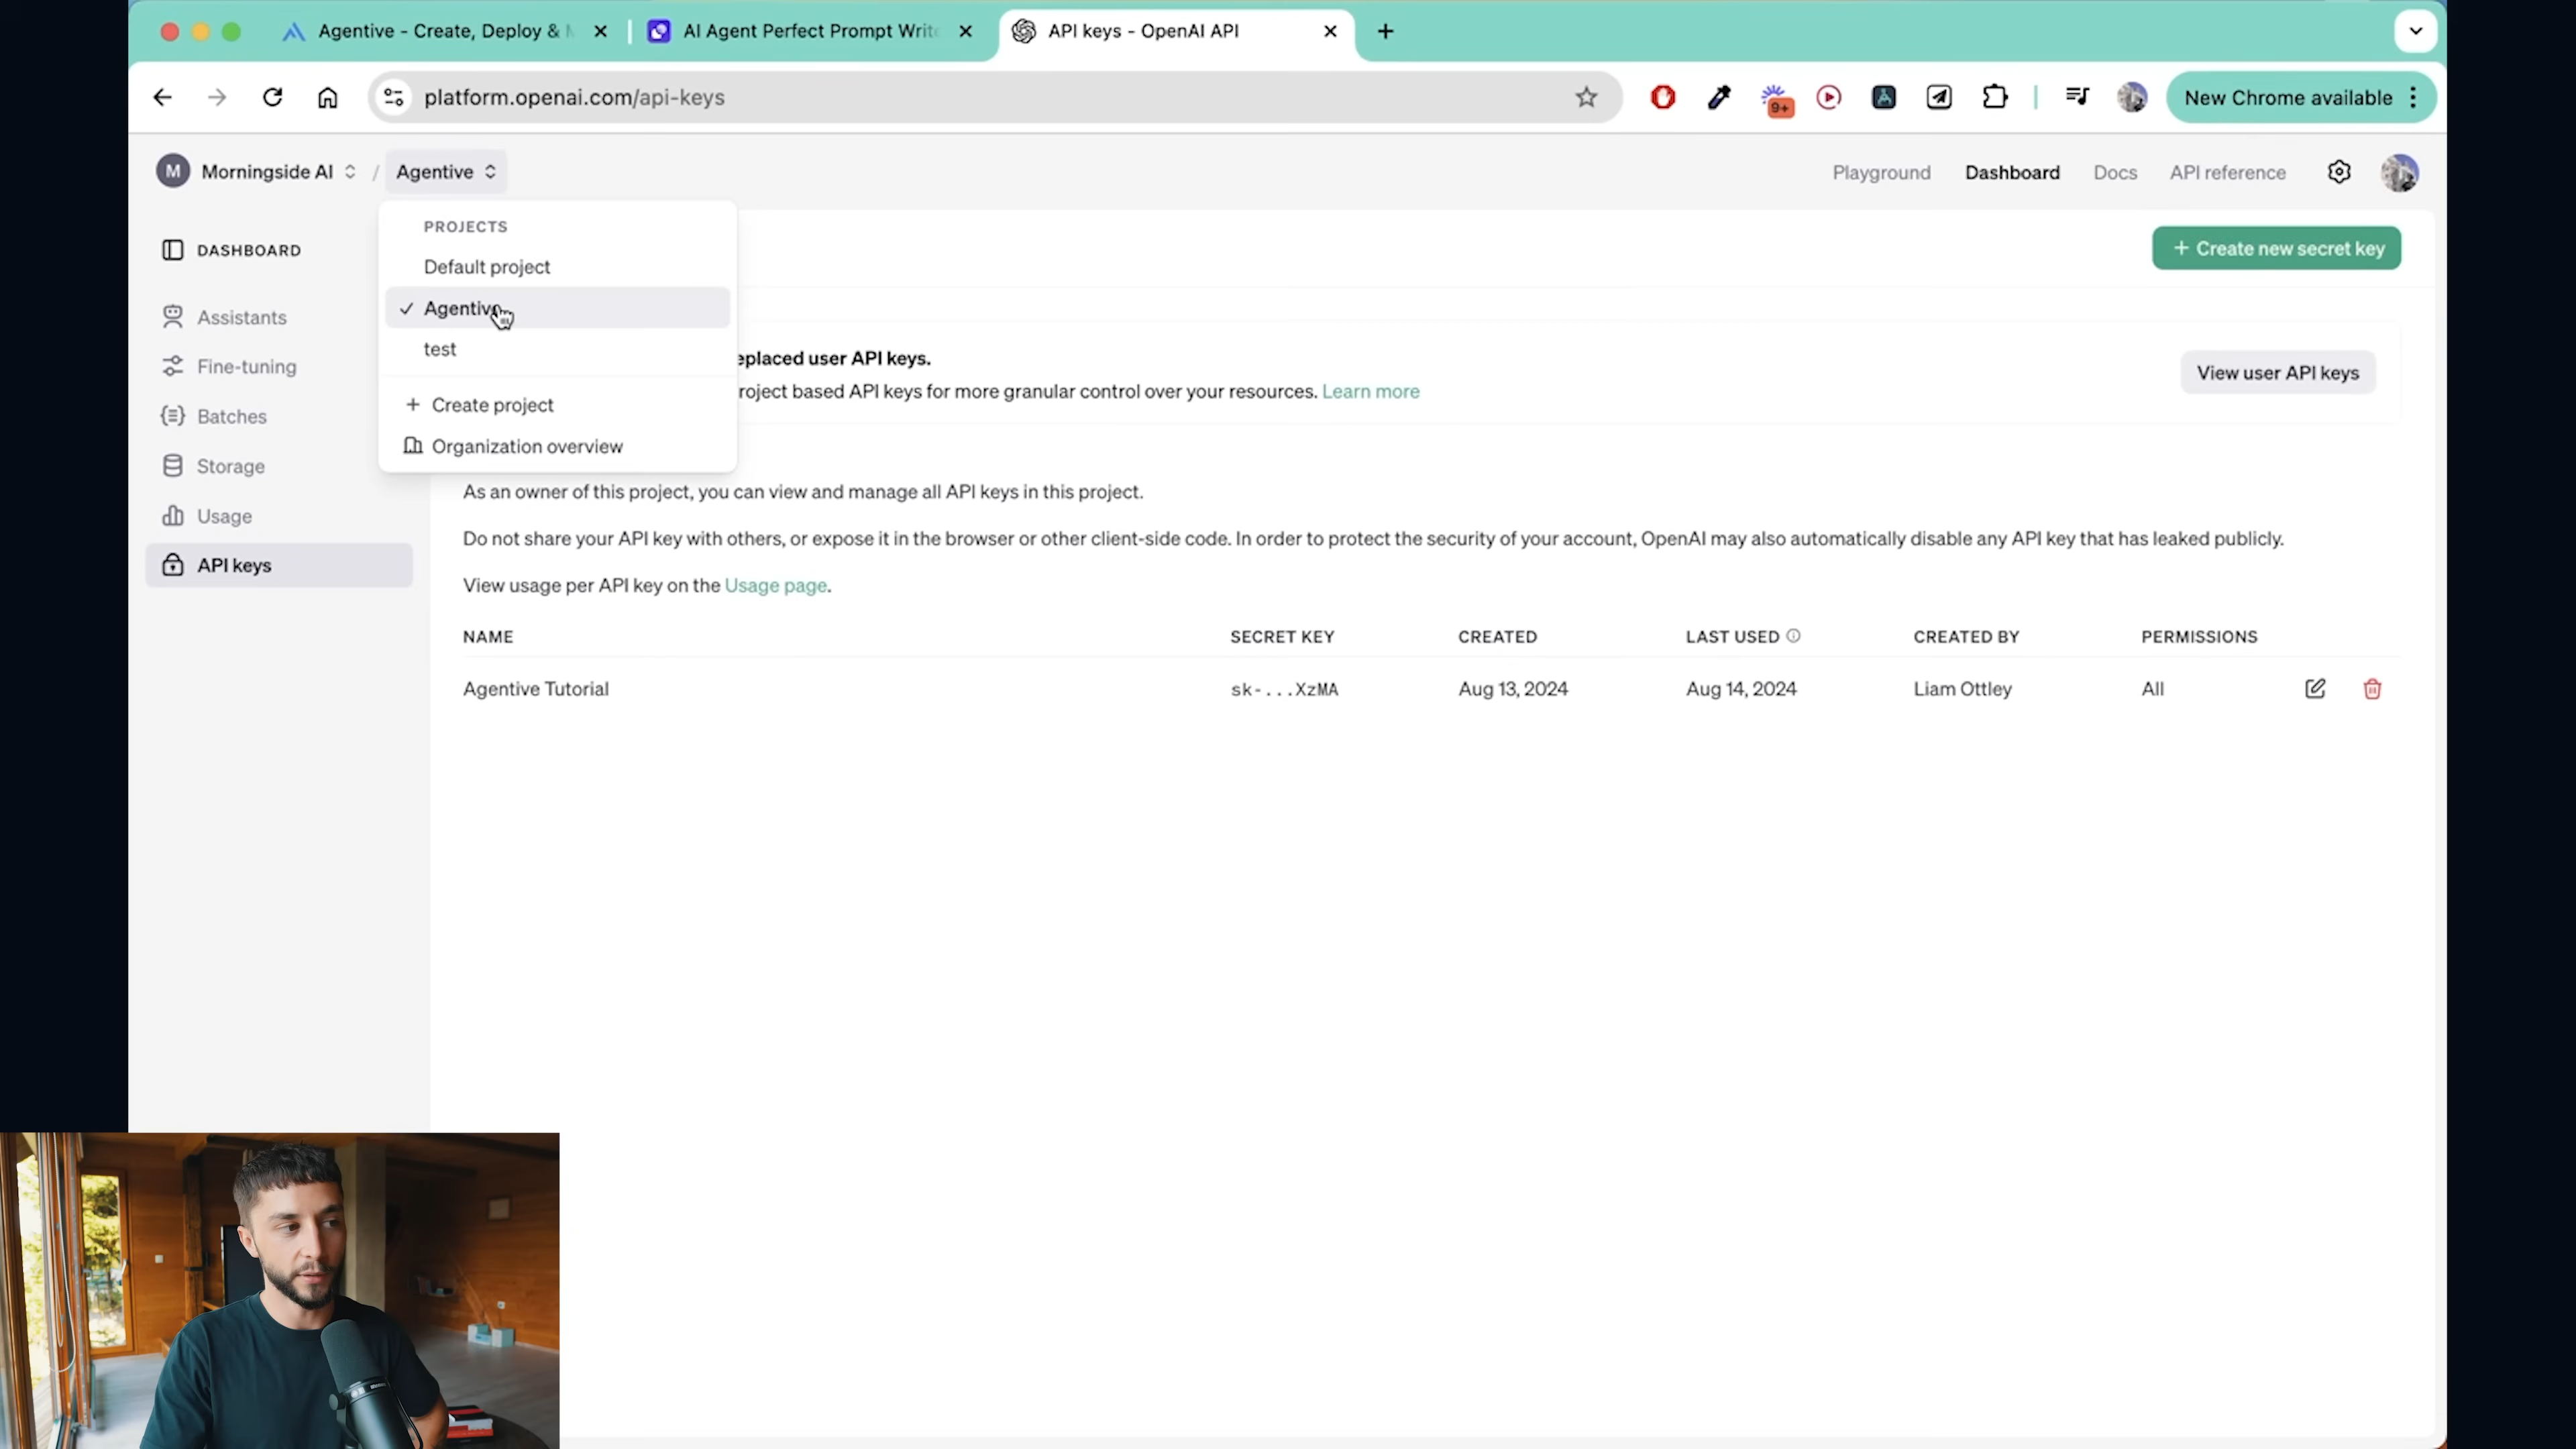 Agentive - Create, Deploy &
AI Agent Perfect Prompt Write
API keys - OpenAI API
platform.openai.com/api-keys
9+
New Chrome available
M
Morningside AI
/
Agentive
Playground
Dashboard
Docs
API reference
PROJECTS
Default project
Agentive
test
Create project
Organization overview
DASHBOARD
Assistants
Fine-tuning
Batches
Storage
Usage
API keys
+ Create new secret key
eplaced user API keys.
roject based API keys for more granular control over your resources. Learn more
View user API keys
As an owner of this project, you can view and manage all API keys in this project.
Do not share your API key with others, or expose it in the browser or other client-side code. In order to protect the security of your account, OpenAI may also automatically disable any API key that has leaked publicly.
View usage per API key on the Usage page.
NAME SECRET KEY CREATED LAST USED CREATED BY PERMISSIONS
Agentive Tutorial sk-...XzMA Aug 13, 2024 Aug 14, 2024 Liam Ottley All